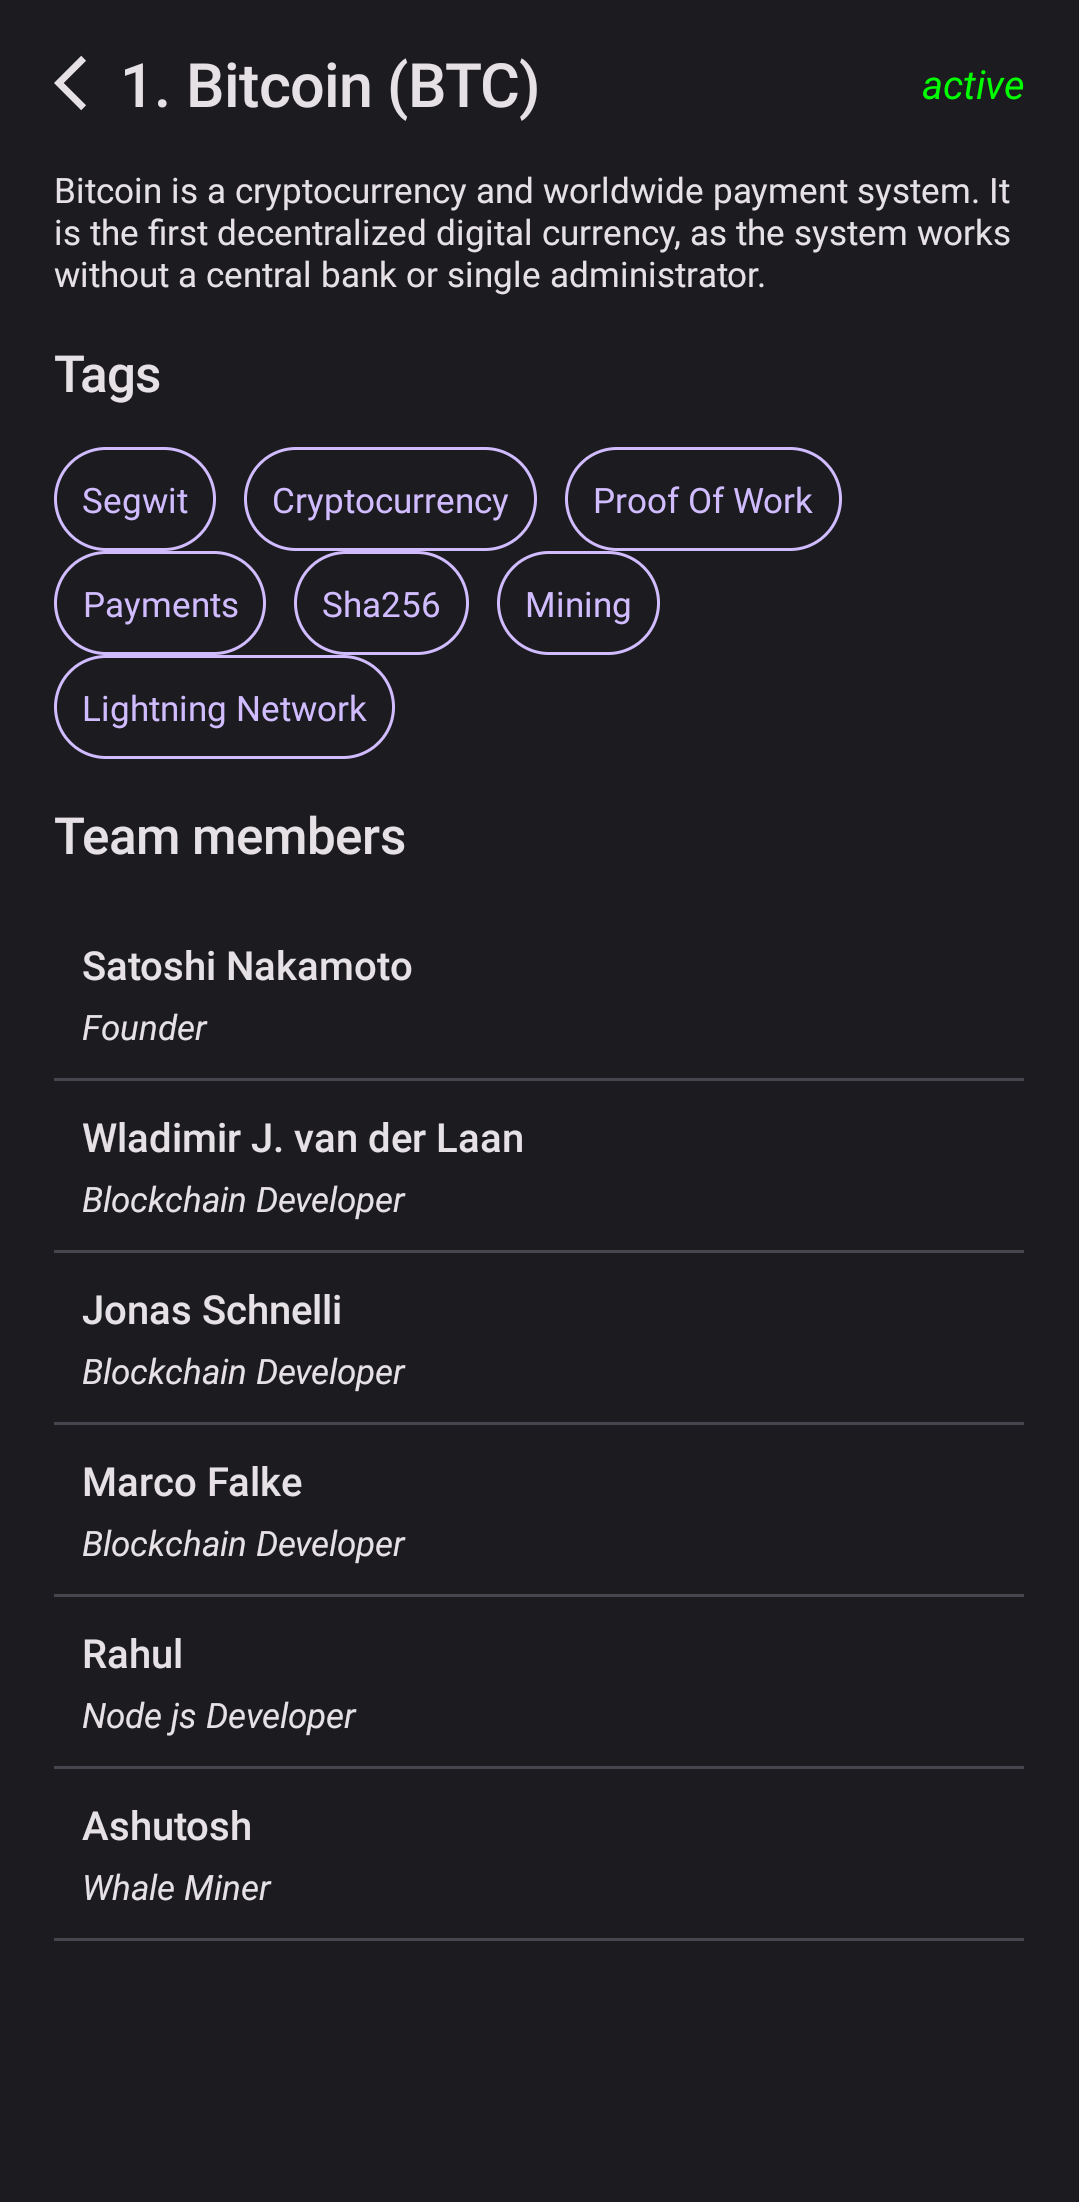 1. Bitcoin (BTC) active
Bitcoin is a cryptocurrency and worldwide payment system. It
is the first decentralized digital currency, as the system works
without a central bank or single administrator.
Tags
Segwit Cryptocurrency Proof Of Work
Payments Sha256 Mining
Lightning Network
Team members
Satoshi Nakamoto
Founder
Wladimir J. van der Laan
Blockchain Developer
Jonas Schnelli
Blockchain Developer
Marco Falke
Blockchain Developer
Rahul
Node js Developer
Ashutosh
Whale Miner